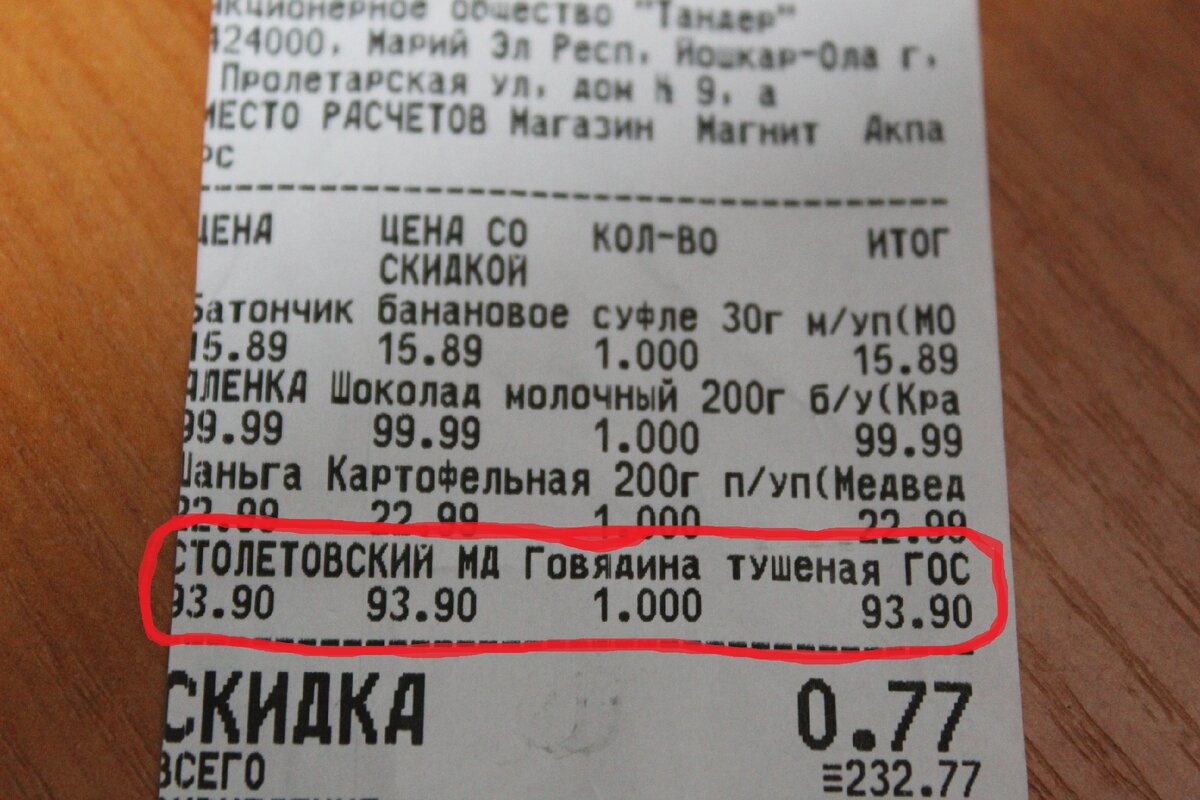 акционерное общество "Тандер"
424000, Марий Эл Респ, Йошкар-Ола г,
Пролетарская ул, дом № 9, а
МЕСТО РАСЧЕТОВ Магазин Магнит Акпа
рс
ЦЕНА ЦЕНА СО КОЛ-ВО ИТОГ
СКИДКОЙ
Батончик банановое суфле 30г м/уп(МО
15.89 15.89 1.000 15.89
АЛЕНКА Шоколад молочный 200г б/у(Кра
99.99 99.99 1.000 99.99
Шаньга Картофельная 200г п/уп(Медвед
22.99 22.99 1.000 22.99
СТОЛЕТОВСКИЙ МД Говядина тушеная ГОС
93.90 93.90 1.000 93.90
СКИДКА 0.77
ВСЕГО ≡232.77